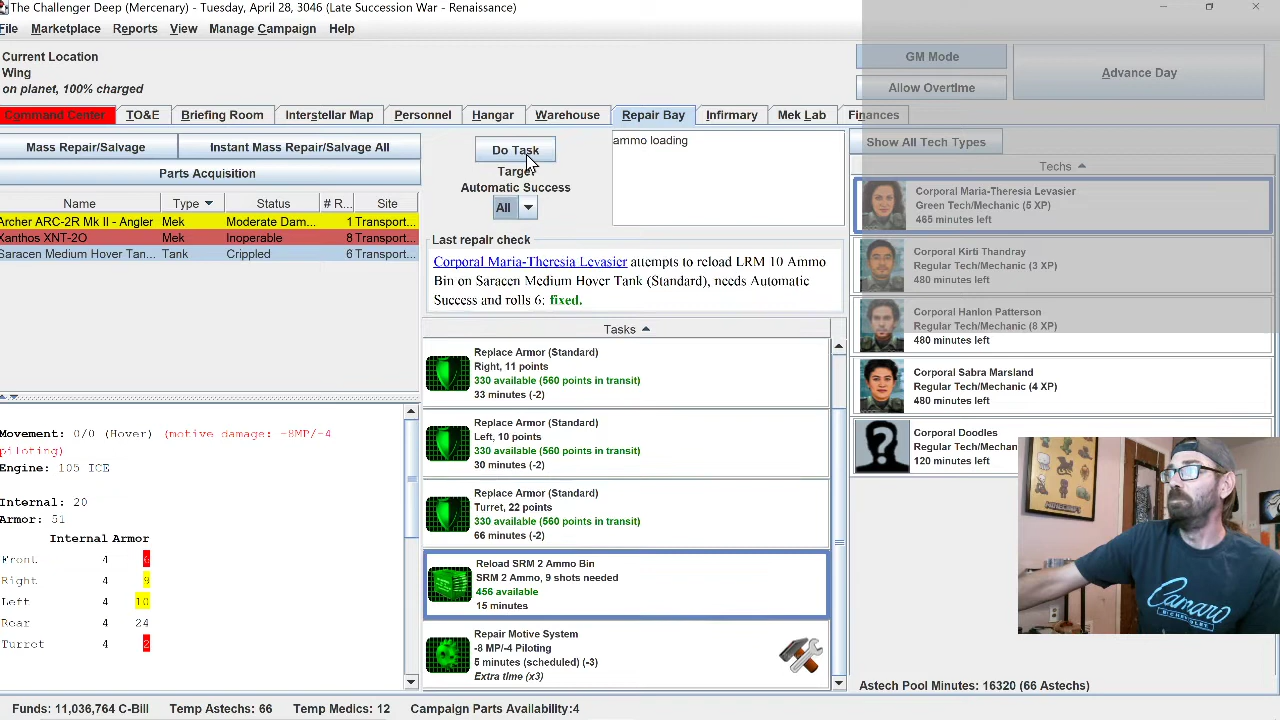 The Challenger Deep (Mercenary) - Tuesday, April 28, 3046 (Late Succession War - Renaissance)
File Marketplace Reports View Manage Campaign Help
Current Location
Wing
on planet, 100% charged
GM Mode
Allow Overtime
Advance Day
Command Center TO&E Briefing Room Interstellar Map Personnel Hangar Warehouse Repair Bay Infirmary Mek Lab Finances
Mass Repair/Salvage Instant Mass Repair/Salvage All
Parts Acquisition
Name Type Status # R... Site
Archer ARC-2R Mk II - Angler Mek Moderate Dam... 1 Transport...
Xanthos XNT-2O Mek Inoperable 8 Transport...
Saracen Medium Hover Tan... Tank Crippled 6 Transport...
Movement: 0/0 (Hover) (motive damage: -8MP/-4
piloting)
Engine: 105 ICE
Internal: 20
Armor: 51
Internal Armor
Front 4
Right 4 9
Left 4 10
Rear 4 24
Turret 4 2
Do Task
Target
Automatic Success
All
ammo loading
Last repair check
Corporal Maria-Theresia Levasier attempts to reload LRM 10 Ammo
Bin on Saracen Medium Hover Tank (Standard), needs Automatic
Success and rolls 6: fixed.
Tasks
Replace Armor (Standard)
Right, 11 points
330 available (560 points in transit)
33 minutes (-2)
Replace Armor (Standard)
Left, 10 points
330 available (560 points in transit)
30 minutes (-2)
Replace Armor (Standard)
Turret, 22 points
330 available (560 points in transit)
66 minutes (-2)
Reload SRM 2 Ammo Bin
SRM 2 Ammo, 9 shots needed
456 available
15 minutes
Repair Motive System
-8 MP/-4 Piloting
5 minutes (scheduled) (-3)
Extra time (x3)
Show All Tech Types
Techs
Corporal Maria-Theresia Levasier
Green Tech/Mechanic (5 XP)
465 minutes left
Corporal Kirti Thandray
Regular Tech/Mechanic (3 XP)
480 minutes left
Corporal Hanlon Patterson
Regular Tech/Mechanic (8 XP)
480 minutes left
Corporal Sabra Marsland
Regular Tech/Mechanic (4 XP)
480 minutes left
Corporal Doodles
Regular Tech/Mechan
120 minutes left
Camaro
Astech Pool Minutes: 16320 (66 Astechs)
Funds: 11,036,764 C-Bill Temp Astechs: 66 Temp Medics: 12 Campaign Parts Availability:4